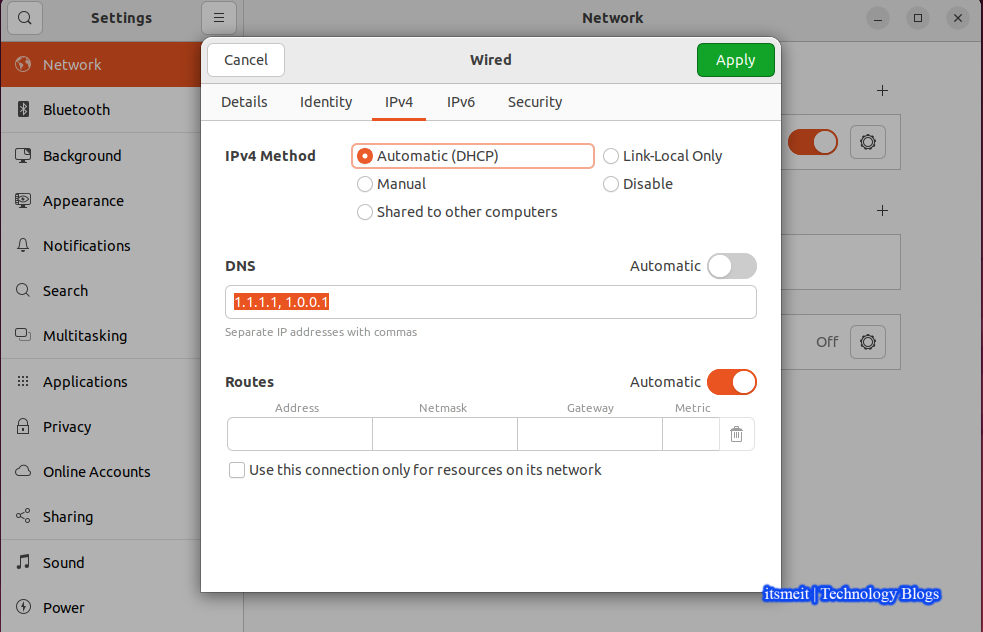 Settings
Network
Network
Bluetooth
Background
Appearance
Notifications
Search
Multitasking
Applications
Privacy
Online Accounts
Sharing
Sound
Power
Cancel
Wired
Apply
Details
Identity
IPv4
IPv6
Security
IPv4 Method
Automatic (DHCP)
Link-Local Only
Manual
Disable
Shared to other computers
DNS
Automatic
1.1.1.1, 1.0.0.1
Separate IP addresses with commas
Routes
Automatic
Address
Netmask
Gateway
Metric
Use this connection only for resources on its network
Off
itsmeit | Technology Blogs